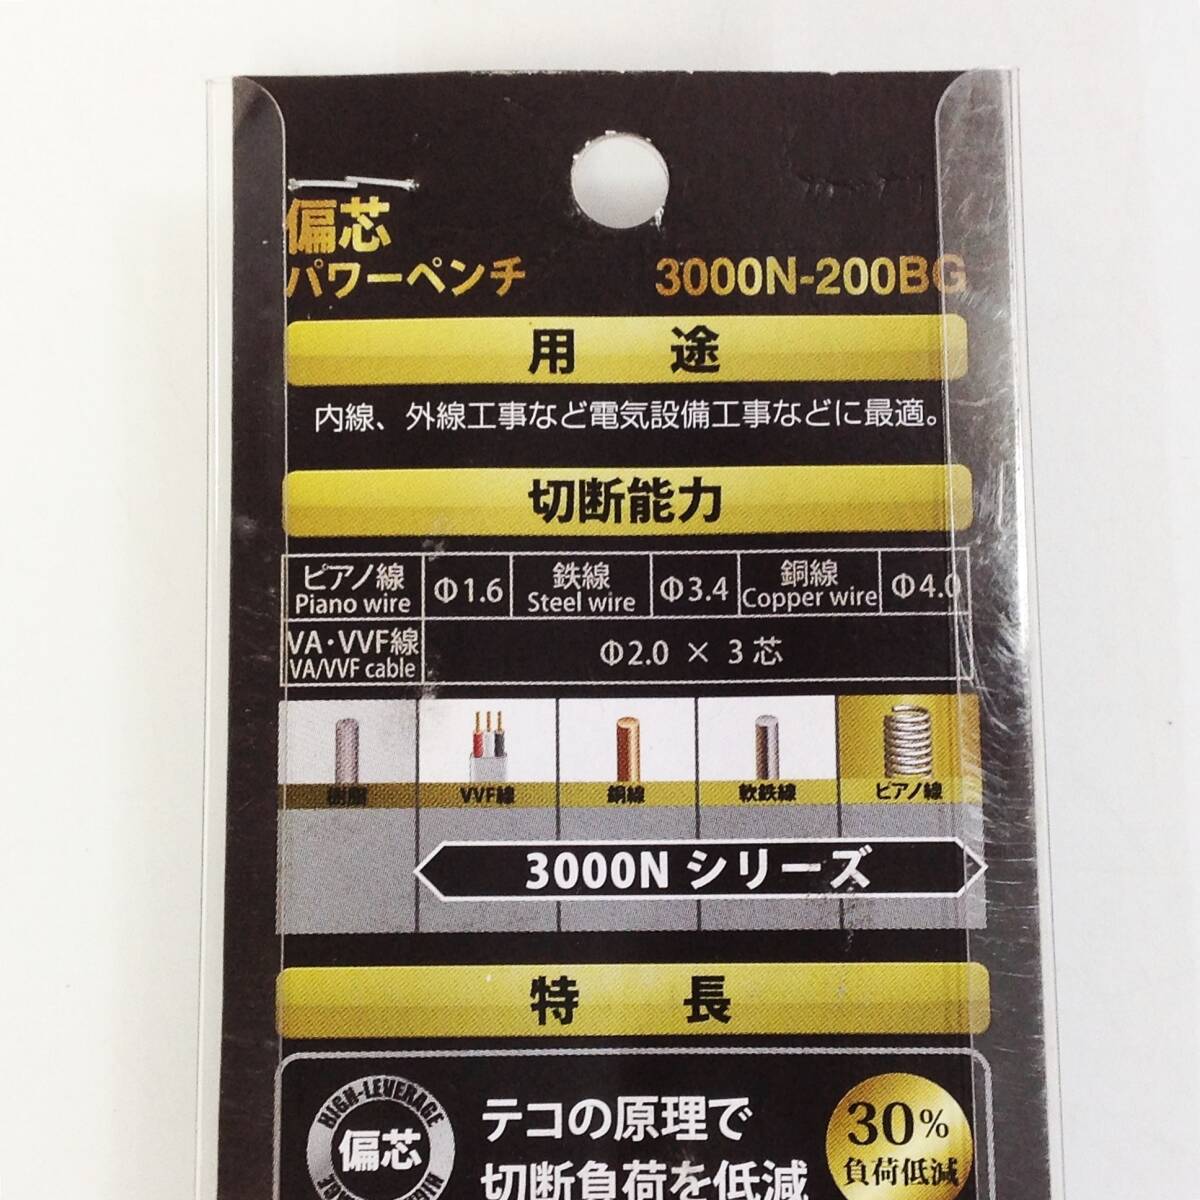 偏芯
パワーペンチ 3000N-200BG
用途
内線、外線工事など電気設備工事などに最適。
切断能力
ピアノ線 Φ1.6 鉄線 Φ3.4 銅線 Φ4.0
Piano wire Steel wire Copper wire
VA・VVF線 Φ2.0 × 3芯
VA/VVF cable
樹脂 VVF線 銅線 軟鉄線 ピアノ線
3000Nシリーズ
特長
HIGH-LEVERAGE
偏芯
テコの原理で
切断負荷を低減
30%
負荷低減